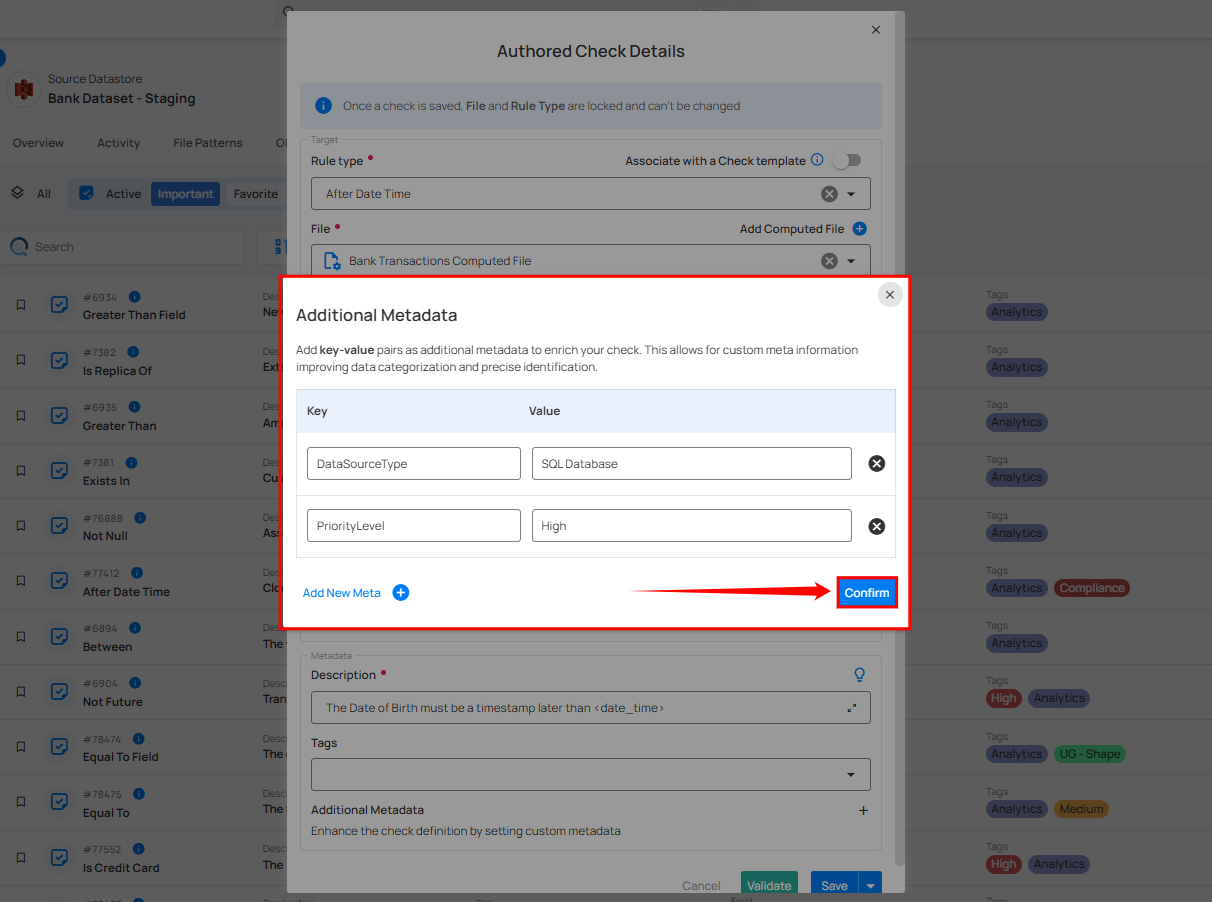 Authored Check Details
Source Datastore
Bank Dataset - Staging
Once a check is saved, File and Rule Type are locked and can't be changed
Overview
Activity
File Patterns
Target
Rule type
Associate with a Check template
All
Active
Important
Favorite
After Date Time
File
Add Computed File
Search
Bank Transactions Computed File
Additional Metadata
Add key-value pairs as additional metadata to enrich your check. This allows for custom meta information
improving data categorization and precise identification.
Key
Value
DataSourceType
SQL Database
PriorityLevel
High
Add New Meta
Confirm
Metadata
Description
The Date of Birth must be a timestamp later than <date_time>
Tags
Additional Metadata
Enhance the check definition by setting custom metadata
Cancel
Validate
Save
#6934
Greater Than Field
Tags
Analytics
#7382
Is Replica Of
Tags
Analytics
#6935
Greater Than
Tags
Analytics
#7381
Exists In
Tags
Analytics
#76888
Not Null
Tags
Analytics
#77412
After Date Time
Tags
Analytics
Compliance
#6894
Between
The
Tags
Analytics
#6904
Not Future
Tags
High
Analytics
#78474
Equal To Field
The
Tags
Analytics
UG - Shape
#78475
Equal To
The
Tags
Analytics
Medium
#77552
Is Credit Card
The
Tags
High
Analytics